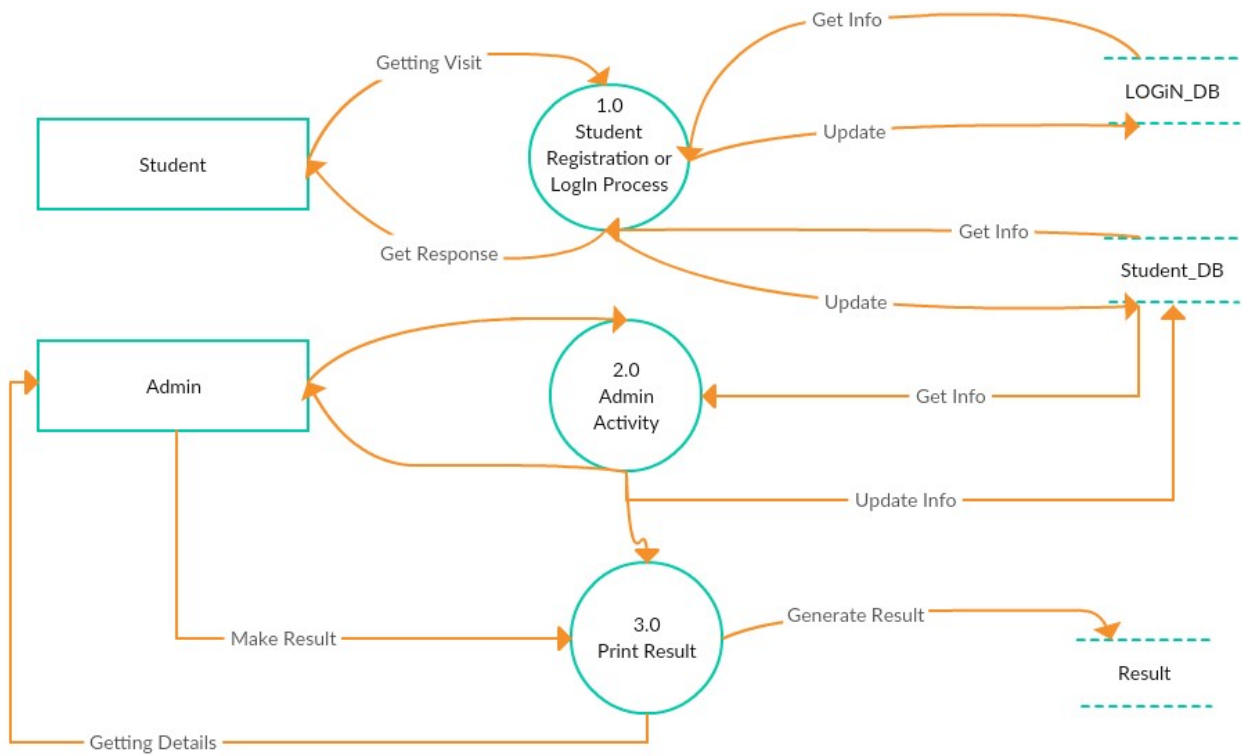 Get Info
Getting Visit
LOGiN_DB
1.0
Student
Registration or
LogIn Process
Update
Student
Get Info
Get Response
Student_DB
Update
2.0
Admin
Activity
Admin
Get Info
Update Info
Generate Result
3.0
Print Result
Make Result
Result
Getting Details